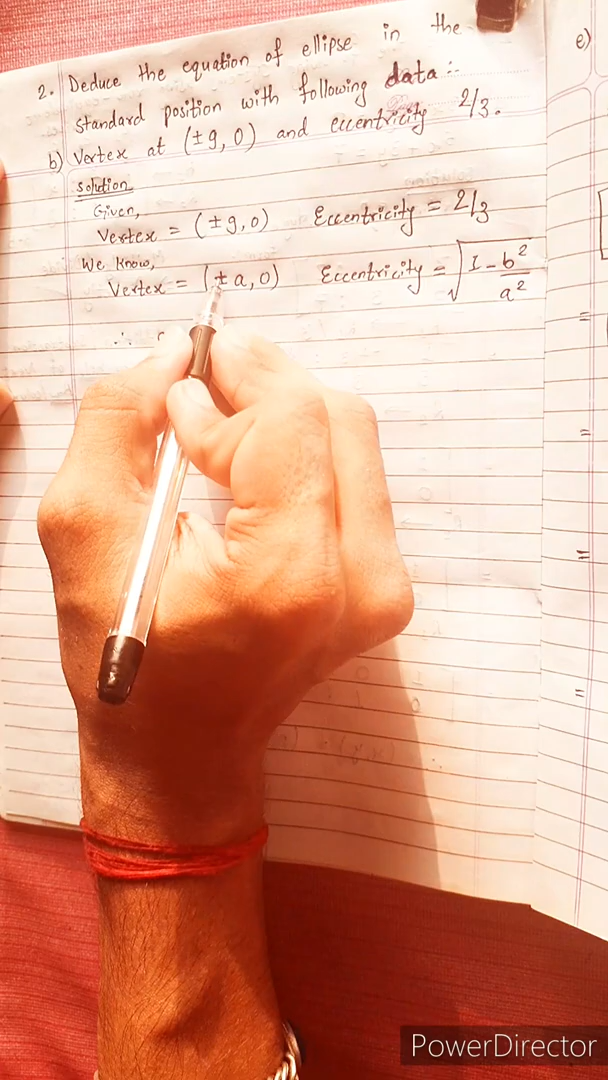 2. Deduce the equation of ellipse in the
standard position with following data :-
b) Vertex at (±9, 0) and eccentricity 2/3.
Solution
Given,
Vertex = (±9, 0) Eccentricity = 2/3
We know,
Vertex = (±a, 0) Eccentricity = √(1 - b²/a²)
∴
e)
=
=
=
=
PowerDirector